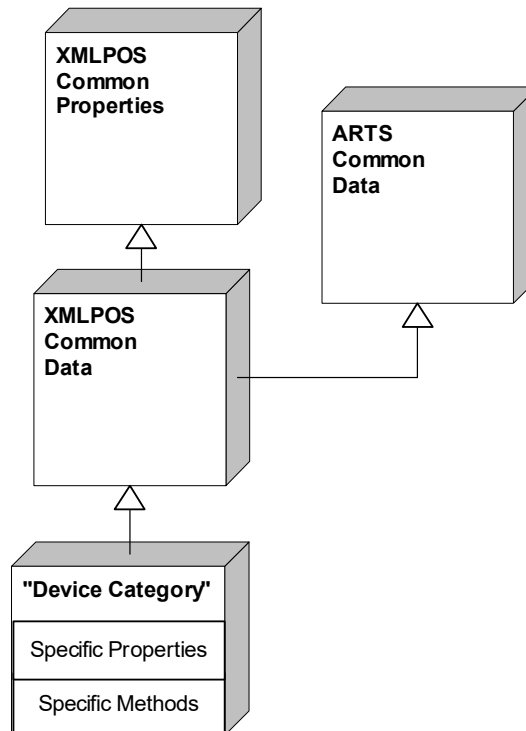 XMLPOS
Common
Properties
ARTS
Common
Data
XMLPOS
Common
Data
"Device Category"
Specific Properties
Specific Methods